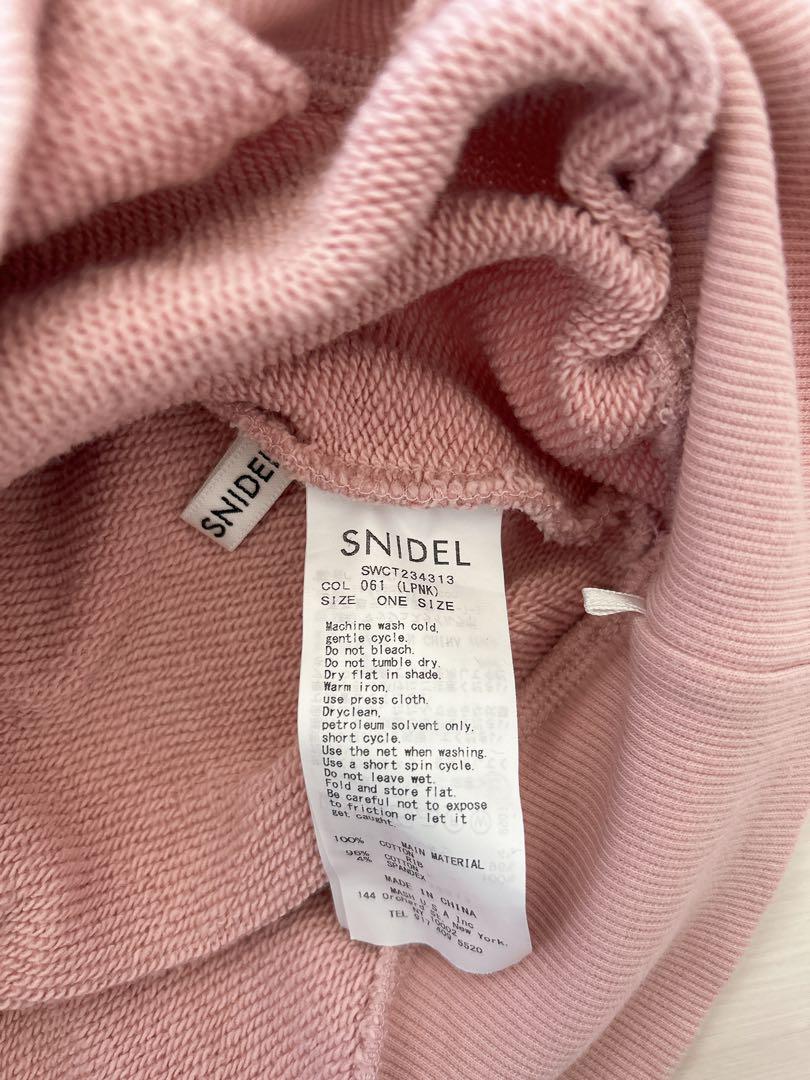 SNIDEL
SNIDEL
SWCT234313
COL 061 (LPNK)
SIZE ONE SIZE
Machine wash cold,
gentle cycle.
Do not bleach.
Do not tumble dry.
Dry flat in shade.
Warm iron,
use press cloth.
Dryclean,
petroleum solvent only.
short cycle.
Use the net when washing.
Use a short spin cycle.
Do not leave wet.
Fold and store flat.
Be careful not to expose
to friction or let it
get caught.
MAIN MATERIAL
100% COTTON
RIB
96% COTTON
4% SPANDEX
MADE IN CHINA
MASH U S A Inc
144 Orchard St, New York.
NY 10002
TEL 917 409 5520